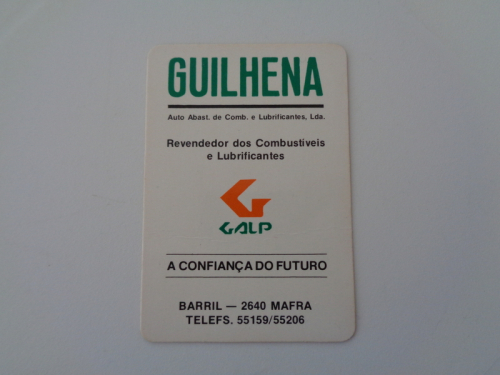 GUILHENA
Auto Abast. de Comb. e Lubrificantes, Lda.
Revendedor dos Combustíveis
e Lubrificantes
GALP
A CONFIANÇA DO FUTURO
BARRIL — 2640 MAFRA
TELEFS. 55159/55206